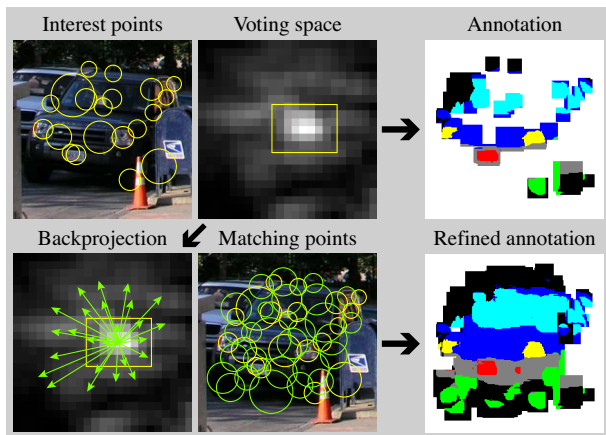 Interest points
Voting space
Annotation
Backprojection
Matching points
Refined annotation